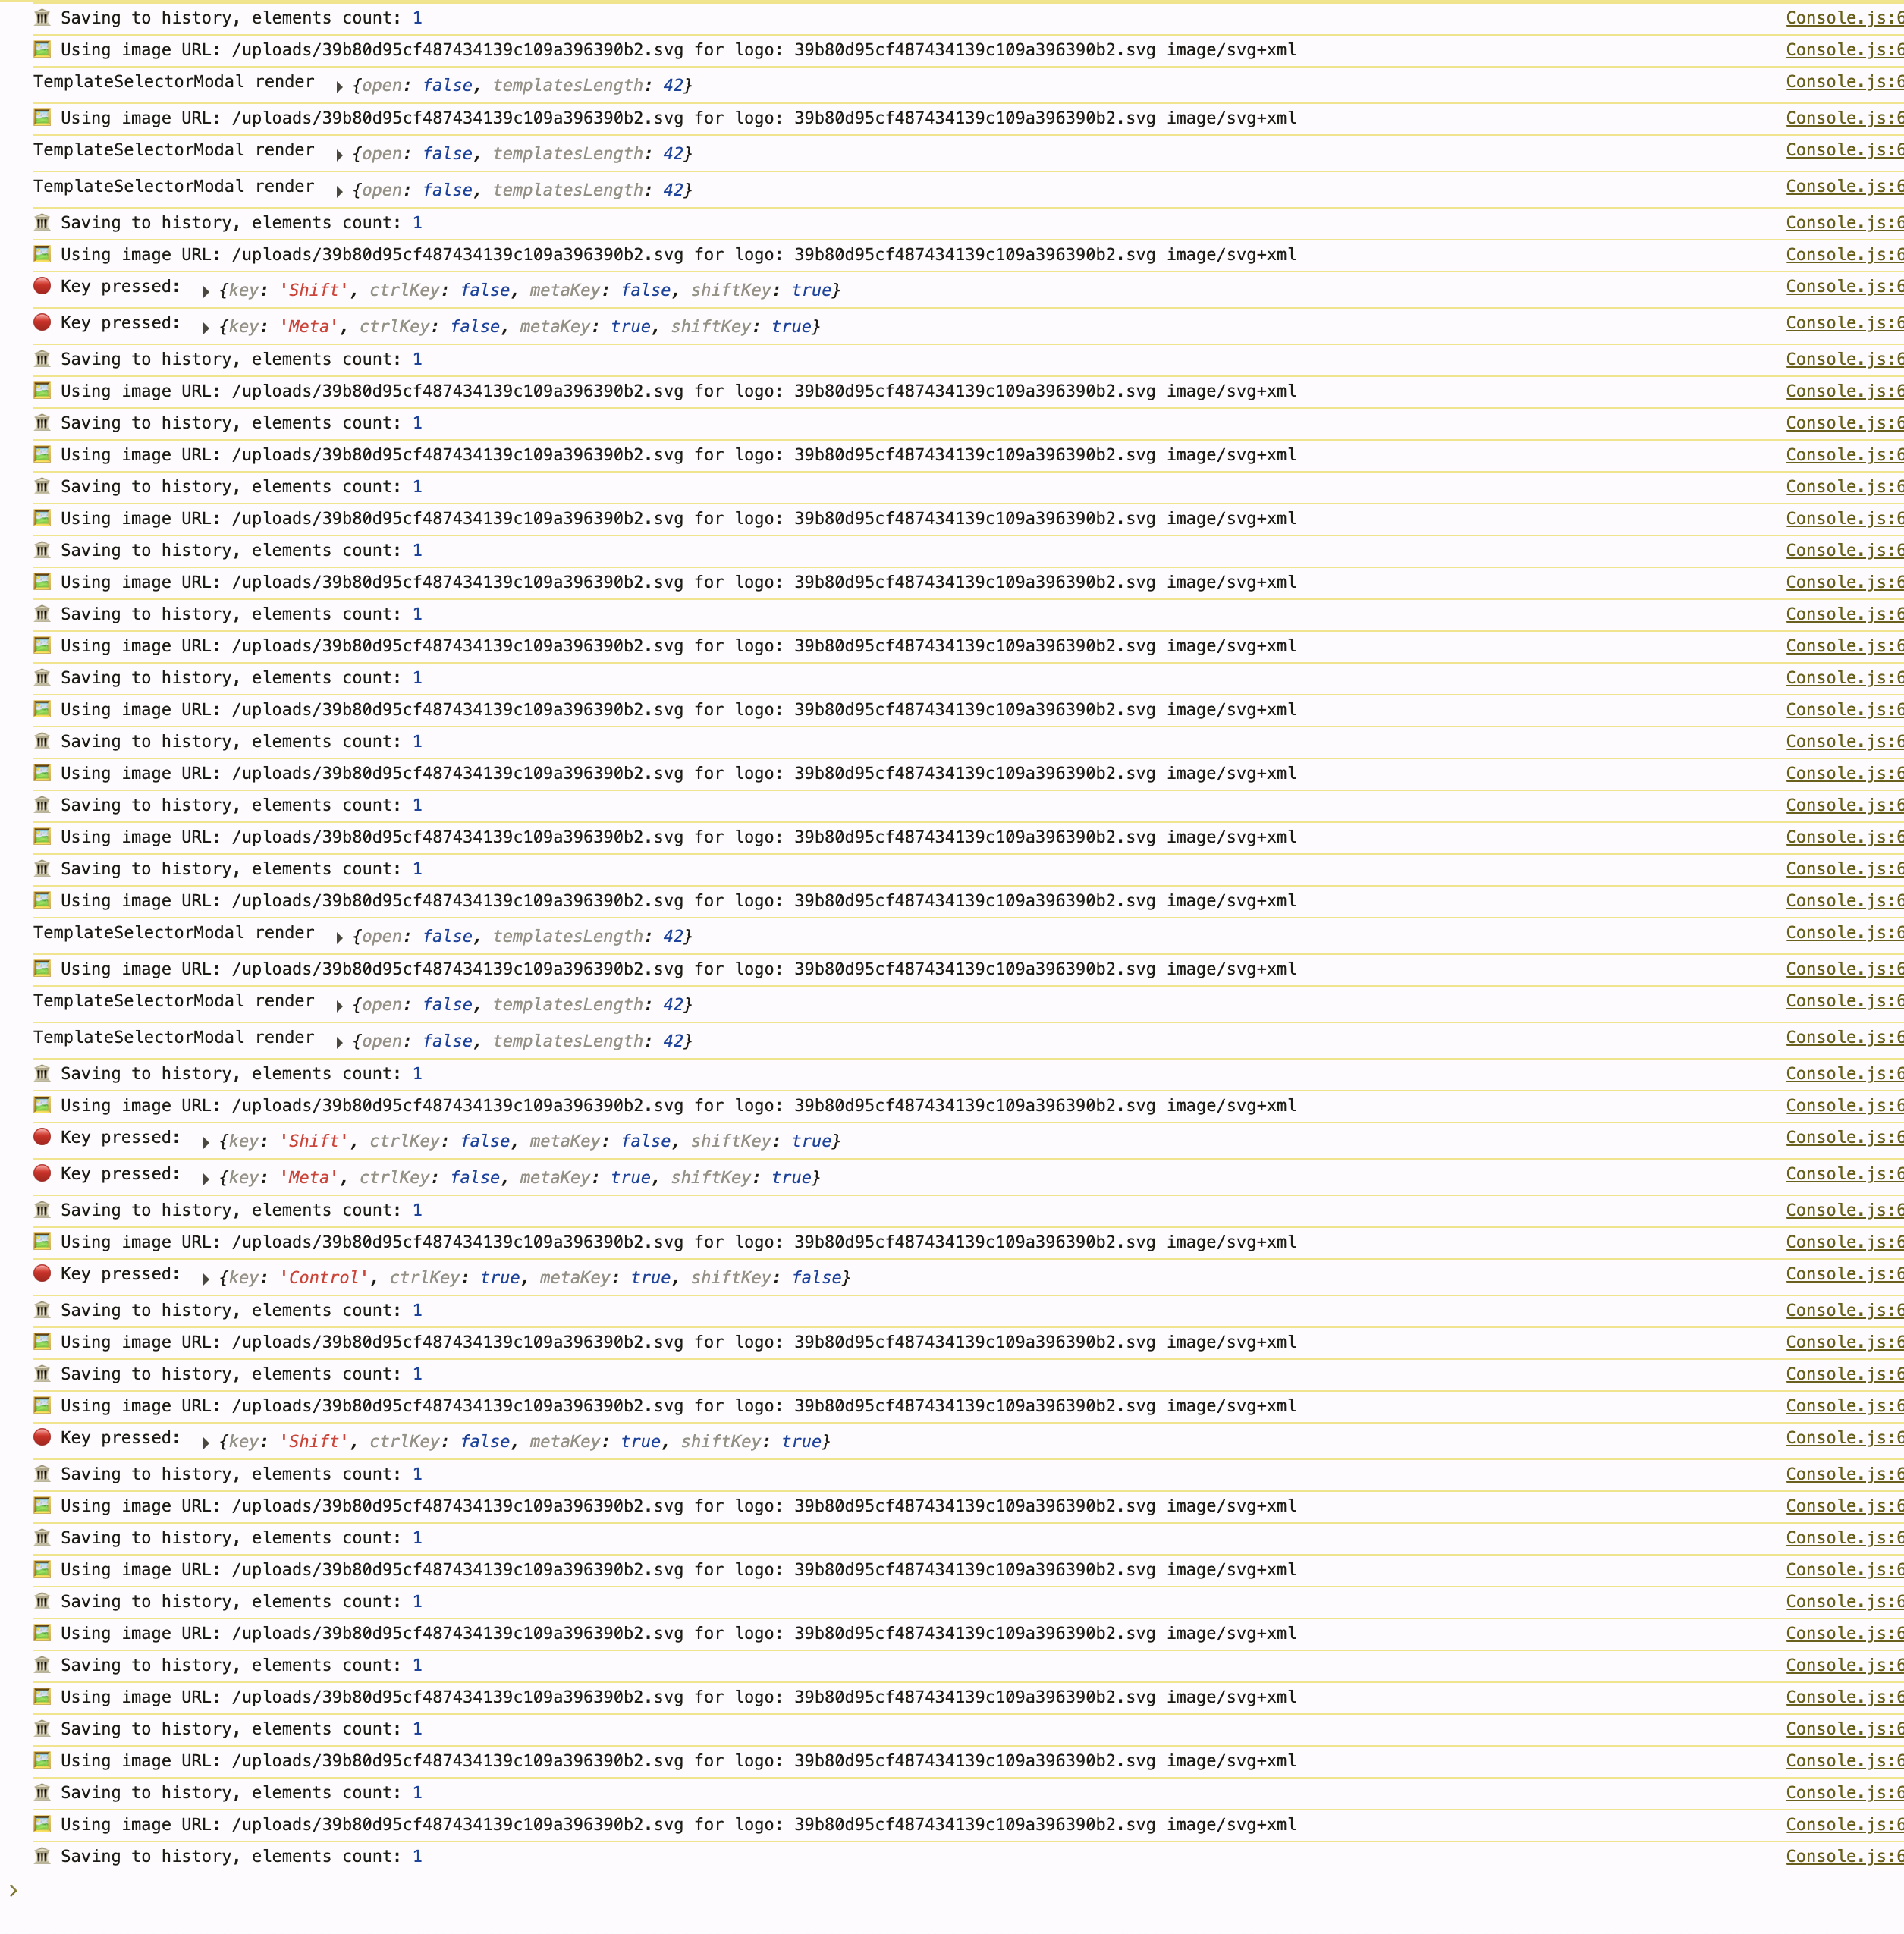 🏛️ Saving to history, elements count: 1 Console.js:6
🖼️ Using image URL: /uploads/39b80d95cf487434139c109a396390b2.svg for logo: 39b80d95cf487434139c109a396390b2.svg image/svg+xml Console.js:6
TemplateSelectorModal render ▶ {open: false, templatesLength: 42} Console.js:6
🖼️ Using image URL: /uploads/39b80d95cf487434139c109a396390b2.svg for logo: 39b80d95cf487434139c109a396390b2.svg image/svg+xml Console.js:6
TemplateSelectorModal render ▶ {open: false, templatesLength: 42} Console.js:6
TemplateSelectorModal render ▶ {open: false, templatesLength: 42} Console.js:6
🏛️ Saving to history, elements count: 1 Console.js:6
🖼️ Using image URL: /uploads/39b80d95cf487434139c109a396390b2.svg for logo: 39b80d95cf487434139c109a396390b2.svg image/svg+xml Console.js:6
🔴 Key pressed: ▶ {key: 'Shift', ctrlKey: false, metaKey: false, shiftKey: true} Console.js:6
🔴 Key pressed: ▶ {key: 'Meta', ctrlKey: false, metaKey: true, shiftKey: true} Console.js:6
🏛️ Saving to history, elements count: 1 Console.js:6
🖼️ Using image URL: /uploads/39b80d95cf487434139c109a396390b2.svg for logo: 39b80d95cf487434139c109a396390b2.svg image/svg+xml Console.js:6
🏛️ Saving to history, elements count: 1 Console.js:6
🖼️ Using image URL: /uploads/39b80d95cf487434139c109a396390b2.svg for logo: 39b80d95cf487434139c109a396390b2.svg image/svg+xml Console.js:6
🏛️ Saving to history, elements count: 1 Console.js:6
🖼️ Using image URL: /uploads/39b80d95cf487434139c109a396390b2.svg for logo: 39b80d95cf487434139c109a396390b2.svg image/svg+xml Console.js:6
🏛️ Saving to history, elements count: 1 Console.js:6
🖼️ Using image URL: /uploads/39b80d95cf487434139c109a396390b2.svg for logo: 39b80d95cf487434139c109a396390b2.svg image/svg+xml Console.js:6
🏛️ Saving to history, elements count: 1 Console.js:6
🖼️ Using image URL: /uploads/39b80d95cf487434139c109a396390b2.svg for logo: 39b80d95cf487434139c109a396390b2.svg image/svg+xml Console.js:6
🏛️ Saving to history, elements count: 1 Console.js:6
🖼️ Using image URL: /uploads/39b80d95cf487434139c109a396390b2.svg for logo: 39b80d95cf487434139c109a396390b2.svg image/svg+xml Console.js:6
🏛️ Saving to history, elements count: 1 Console.js:6
🖼️ Using image URL: /uploads/39b80d95cf487434139c109a396390b2.svg for logo: 39b80d95cf487434139c109a396390b2.svg image/svg+xml Console.js:6
🏛️ Saving to history, elements count: 1 Console.js:6
🖼️ Using image URL: /uploads/39b80d95cf487434139c109a396390b2.svg for logo: 39b80d95cf487434139c109a396390b2.svg image/svg+xml Console.js:6
🏛️ Saving to history, elements count: 1 Console.js:6
🖼️ Using image URL: /uploads/39b80d95cf487434139c109a396390b2.svg for logo: 39b80d95cf487434139c109a396390b2.svg image/svg+xml Console.js:6
TemplateSelectorModal render ▶ {open: false, templatesLength: 42} Console.js:6
🖼️ Using image URL: /uploads/39b80d95cf487434139c109a396390b2.svg for logo: 39b80d95cf487434139c109a396390b2.svg image/svg+xml Console.js:6
TemplateSelectorModal render ▶ {open: false, templatesLength: 42} Console.js:6
TemplateSelectorModal render ▶ {open: false, templatesLength: 42} Console.js:6
🏛️ Saving to history, elements count: 1 Console.js:6
🖼️ Using image URL: /uploads/39b80d95cf487434139c109a396390b2.svg for logo: 39b80d95cf487434139c109a396390b2.svg image/svg+xml Console.js:6
🔴 Key pressed: ▶ {key: 'Shift', ctrlKey: false, metaKey: false, shiftKey: true} Console.js:6
🔴 Key pressed: ▶ {key: 'Meta', ctrlKey: false, metaKey: true, shiftKey: true} Console.js:6
🏛️ Saving to history, elements count: 1 Console.js:6
🖼️ Using image URL: /uploads/39b80d95cf487434139c109a396390b2.svg for logo: 39b80d95cf487434139c109a396390b2.svg image/svg+xml Console.js:6
🔴 Key pressed: ▶ {key: 'Control', ctrlKey: true, metaKey: true, shiftKey: false} Console.js:6
🏛️ Saving to history, elements count: 1 Console.js:6
🖼️ Using image URL: /uploads/39b80d95cf487434139c109a396390b2.svg for logo: 39b80d95cf487434139c109a396390b2.svg image/svg+xml Console.js:6
🏛️ Saving to history, elements count: 1 Console.js:6
🖼️ Using image URL: /uploads/39b80d95cf487434139c109a396390b2.svg for logo: 39b80d95cf487434139c109a396390b2.svg image/svg+xml Console.js:6
🔴 Key pressed: ▶ {key: 'Shift', ctrlKey: false, metaKey: true, shiftKey: true} Console.js:6
🏛️ Saving to history, elements count: 1 Console.js:6
🖼️ Using image URL: /uploads/39b80d95cf487434139c109a396390b2.svg for logo: 39b80d95cf487434139c109a396390b2.svg image/svg+xml Console.js:6
🏛️ Saving to history, elements count: 1 Console.js:6
🖼️ Using image URL: /uploads/39b80d95cf487434139c109a396390b2.svg for logo: 39b80d95cf487434139c109a396390b2.svg image/svg+xml Console.js:6
🏛️ Saving to history, elements count: 1 Console.js:6
🖼️ Using image URL: /uploads/39b80d95cf487434139c109a396390b2.svg for logo: 39b80d95cf487434139c109a396390b2.svg image/svg+xml Console.js:6
🏛️ Saving to history, elements count: 1 Console.js:6
🖼️ Using image URL: /uploads/39b80d95cf487434139c109a396390b2.svg for logo: 39b80d95cf487434139c109a396390b2.svg image/svg+xml Console.js:6
🏛️ Saving to history, elements count: 1 Console.js:6
🖼️ Using image URL: /uploads/39b80d95cf487434139c109a396390b2.svg for logo: 39b80d95cf487434139c109a396390b2.svg image/svg+xml Console.js:6
🏛️ Saving to history, elements count: 1 Console.js:6
🖼️ Using image URL: /uploads/39b80d95cf487434139c109a396390b2.svg for logo: 39b80d95cf487434139c109a396390b2.svg image/svg+xml Console.js:6
🏛️ Saving to history, elements count: 1 Console.js:6